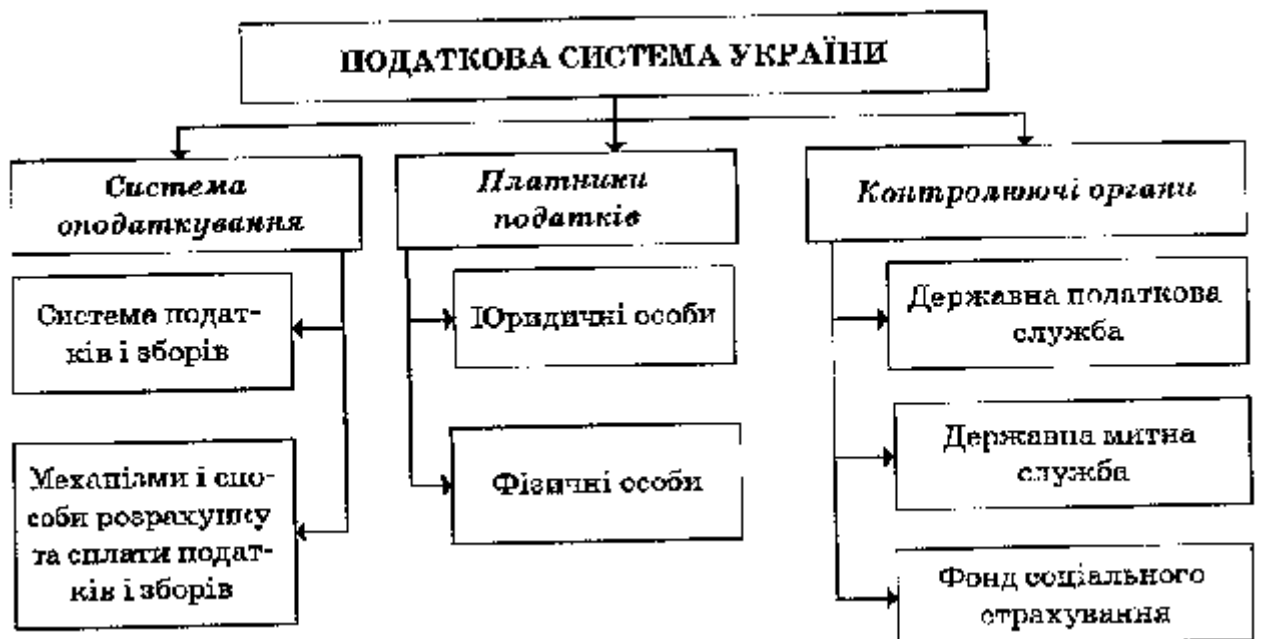 ПОДАТКОВА СИСТЕМА УКРАЇНИ
Система
оподаткування
Платники
податків
Контролюючі органи
Система подат-
ків і зборів
Механізми і спо-
соби розрахунку
та сплати подат-
ків і зборів
Юридичні особи
Фізичні особи
Державна податкова
служба
Державна митна
служба
Фонд соціального
страхування